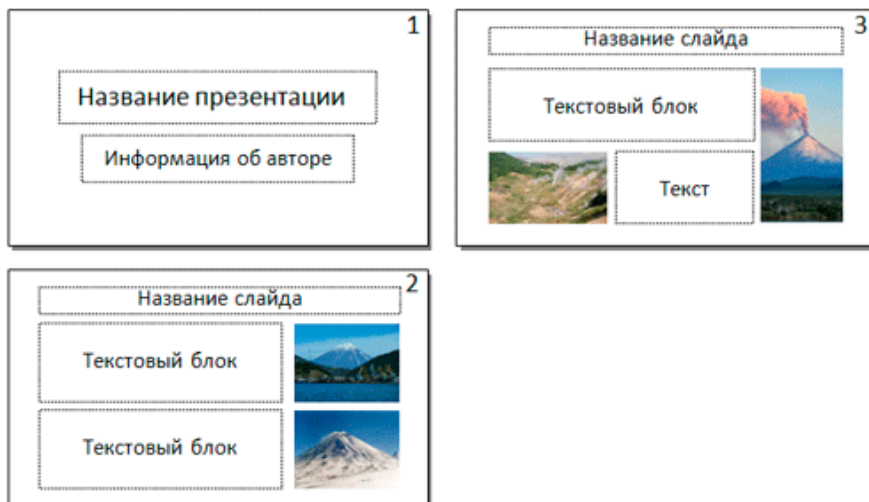 1
Название презентации
Информация об авторе
2
Название слайда
Текстовый блок
Текстовый блок
3
Название слайда
Текстовый блок
Текст